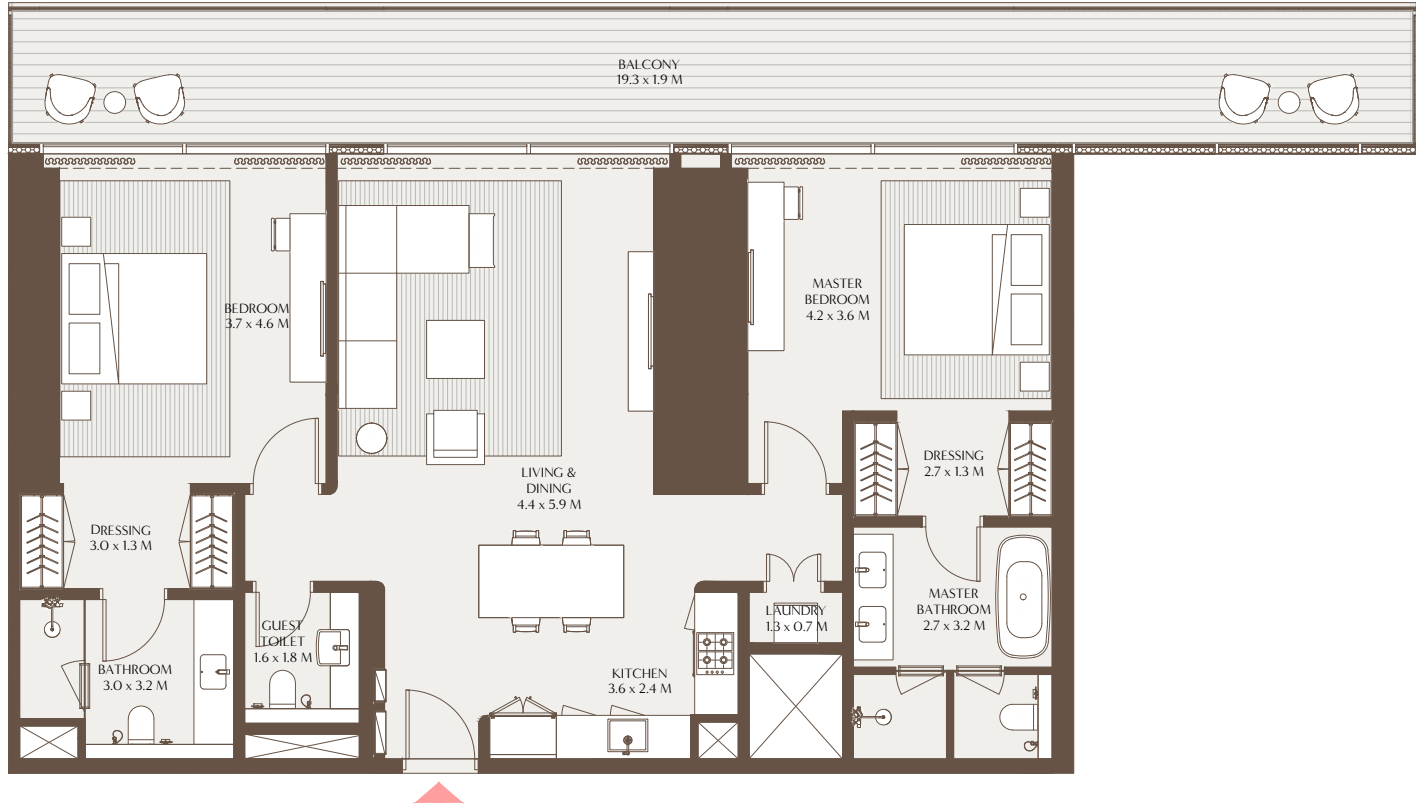 BALCONY
19.3 x 1.9 M
MASTER
BEDROOM
4.2 x 3.6 M
BEDROOM
3.7 x 4.6 M
LIVING &
DINING
4.4 x 5.9 M
DRESSING
2.7 x 1.3 M
DRESSING
3.0 x 1.3 M
MASTER
BATHROOM
2.7 x 3.2 M
LAUNDRY
1.3 x 0.7 M
GUEST
TOILET
1.6 x 1.8 M
BATHROOM
3.0 x 3.2 M
KITCHEN
3.6 x 2.4 M